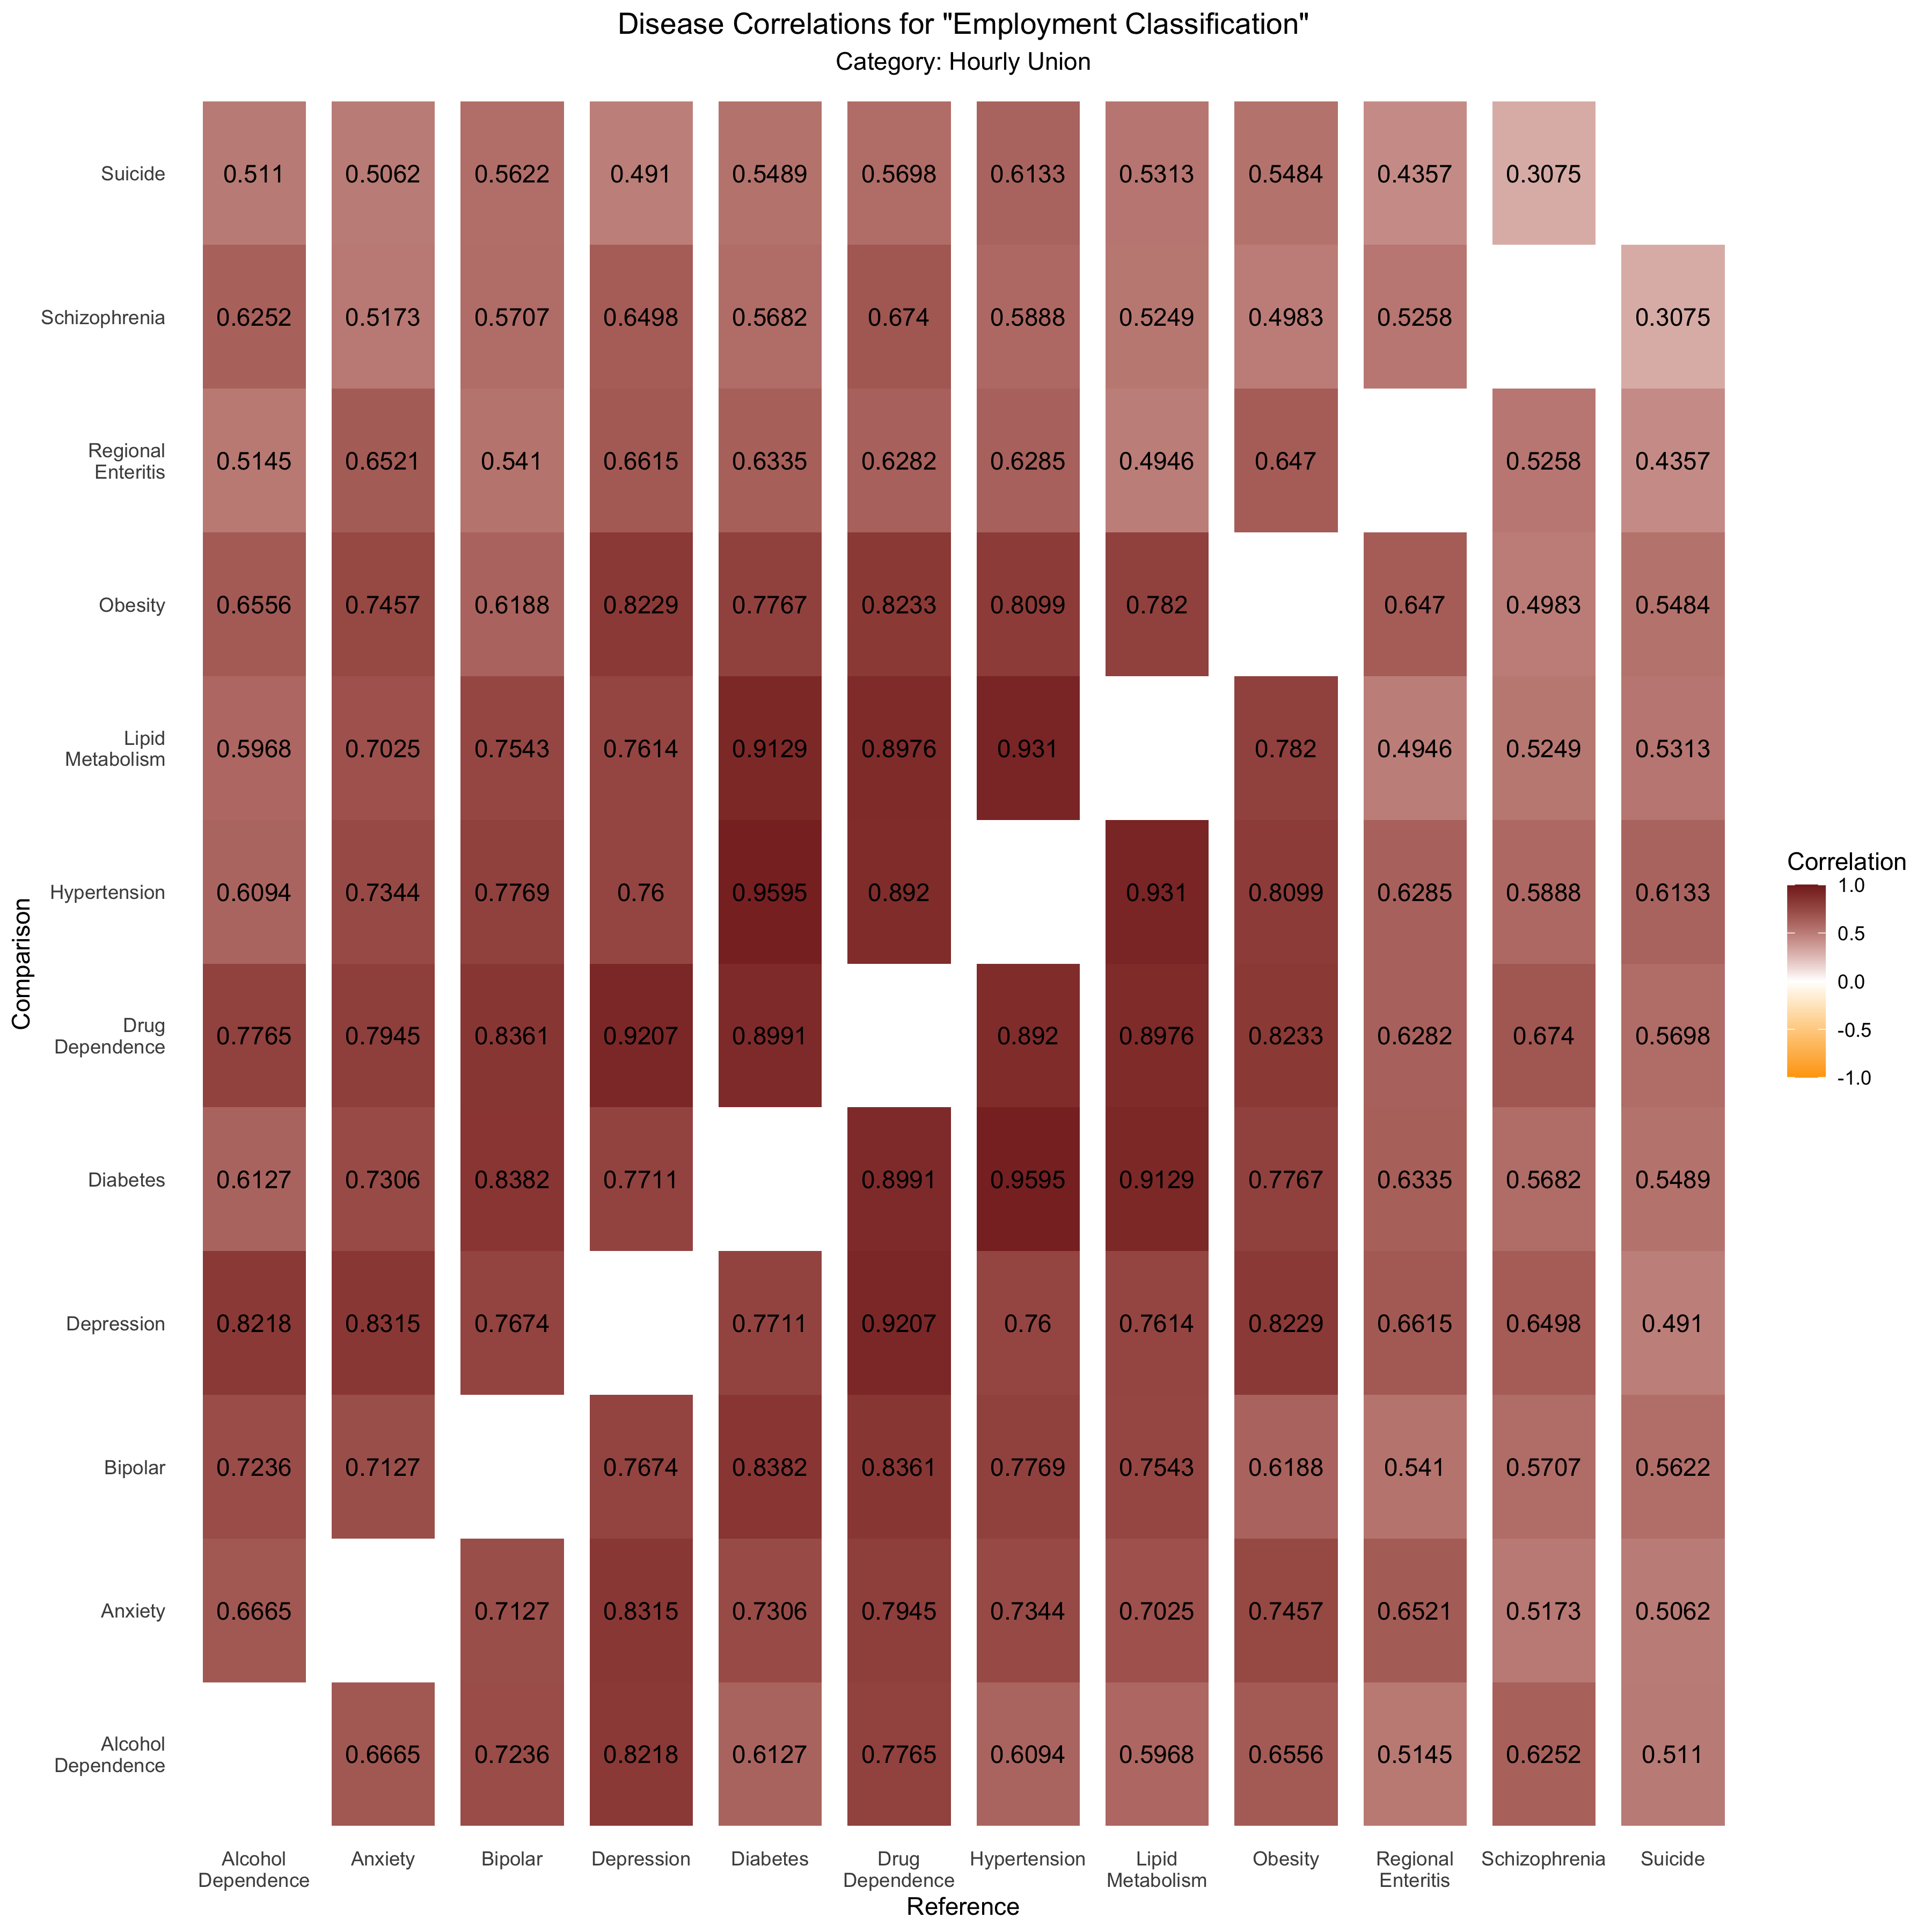 Disease Correlations for "Employment Classification"
Category: Hourly Union
Comparison
Suicide
0.511 0.5062 0.5622 0.491 0.5489 0.5698 0.6133 0.5313 0.5484 0.4357 0.3075
Schizophrenia
0.6252 0.5173 0.5707 0.6498 0.5682 0.674 0.5888 0.5249 0.4983 0.5258 0.3075
Regional
Enteritis
0.5145 0.6521 0.541 0.6615 0.6335 0.6282 0.6285 0.4946 0.647 0.5258 0.4357
Obesity
0.6556 0.7457 0.6188 0.8229 0.7767 0.8233 0.8099 0.782 0.647 0.4983 0.5484
Lipid
Metabolism
0.5968 0.7025 0.7543 0.7614 0.9129 0.8976 0.931 0.782 0.4946 0.5249 0.5313
Hypertension
0.6094 0.7344 0.7769 0.76 0.9595 0.892 0.931 0.8099 0.6285 0.5888 0.6133
Drug
Dependence
0.7765 0.7945 0.8361 0.9207 0.8991 0.892 0.8976 0.8233 0.6282 0.674 0.5698
Diabetes
0.6127 0.7306 0.8382 0.7711 0.8991 0.9595 0.9129 0.7767 0.6335 0.5682 0.5489
Depression
0.8218 0.8315 0.7674 0.7711 0.9207 0.76 0.7614 0.8229 0.6615 0.6498 0.491
Bipolar
0.7236 0.7127 0.7674 0.8382 0.8361 0.7769 0.7543 0.6188 0.541 0.5707 0.5622
Anxiety
0.6665 0.7127 0.8315 0.7306 0.7945 0.7344 0.7025 0.7457 0.6521 0.5173 0.5062
Alcohol
Dependence
0.6665 0.7236 0.8218 0.6127 0.7765 0.6094 0.5968 0.6556 0.5145 0.6252 0.511
Alcohol
Dependence
Anxiety
Bipolar
Depression
Diabetes
Drug
Dependence
Hypertension
Lipid
Metabolism
Obesity
Regional
Enteritis
Schizophrenia
Suicide
Reference
Correlation
1.0
0.5
0.0
-0.5
-1.0